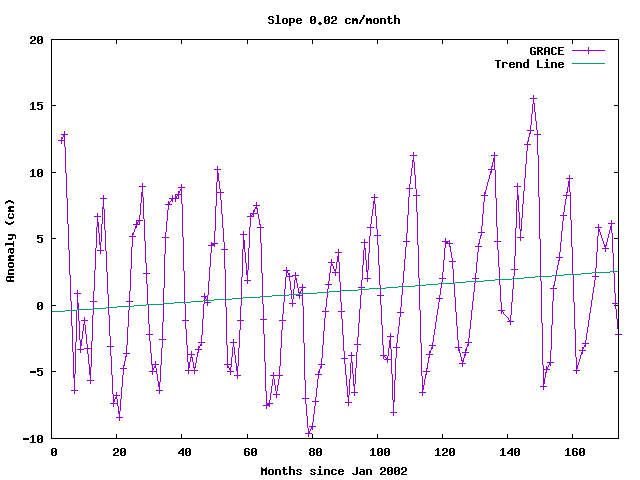 Slope 0.02 cm/month
GRACE
Trend Line
20
15
10
5
0
-5
-10
Anomaly (cm)
0 20 40 60 80 100 120 140 160
Months since Jan 2002